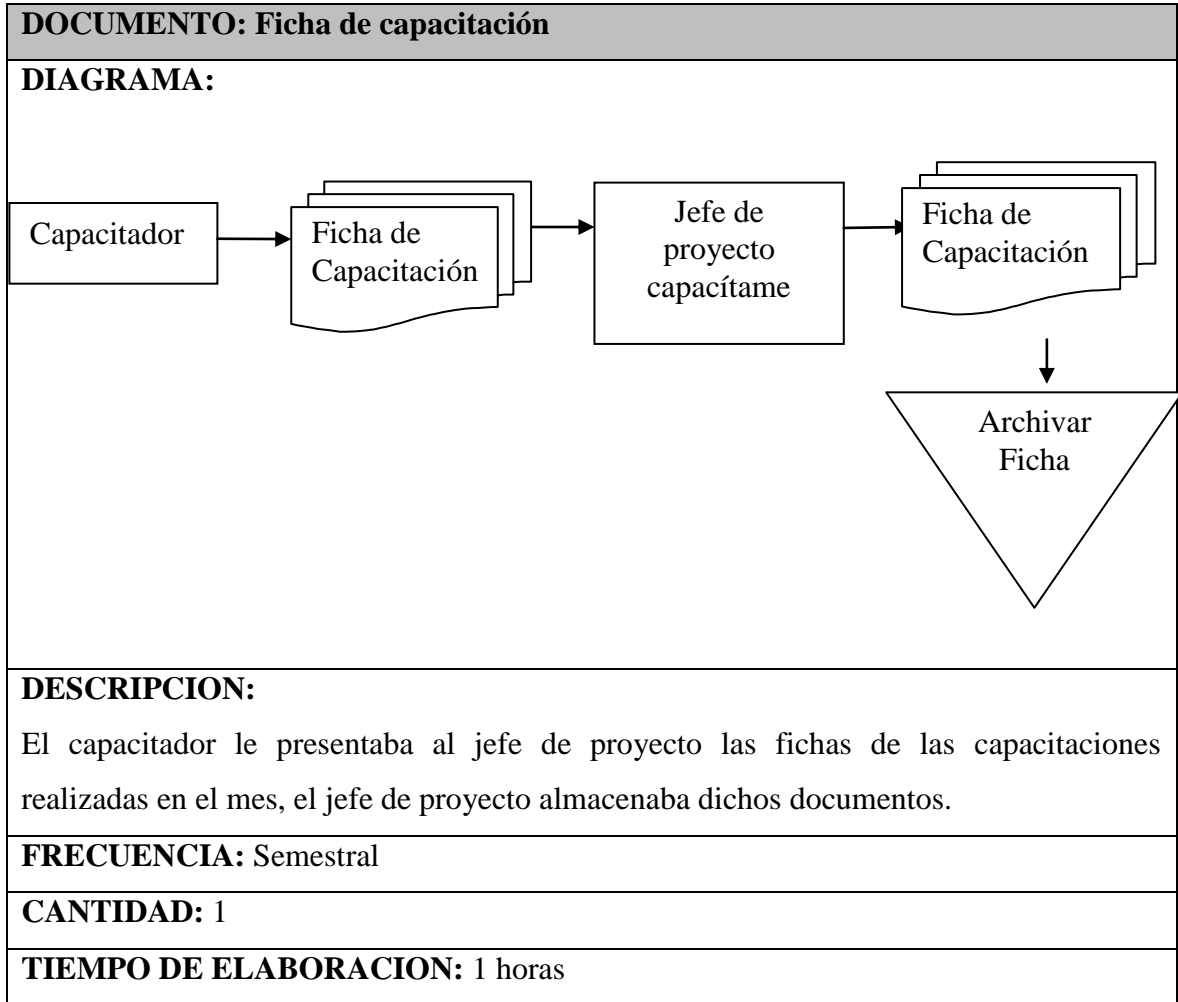 DOCUMENTO: Ficha de capacitación
DIAGRAMA:
Capacitador
Ficha de
Capacitación
Jefe de
proyecto
capacítame
Ficha de
Capacitación
Archivar
Ficha
DESCRIPCION:
El capacitador le presentaba al jefe de proyecto las fichas de las capacitaciones
realizadas en el mes, el jefe de proyecto almacenaba dichos documentos.
FRECUENCIA: Semestral
CANTIDAD: 1
TIEMPO DE ELABORACION: 1 horas